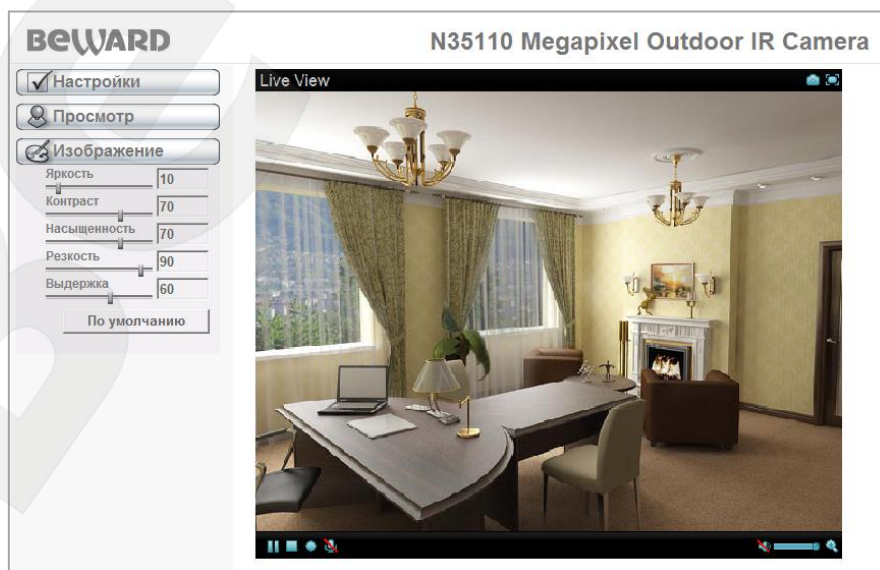 BEWARD
N35110 Megapixel Outdoor IR Camera
Настройки
Просмотр
Изображение
Яркость 10
Контраст 70
Насыщенность 70
Резкость 90
Выдержка 60
По умолчанию
Live View